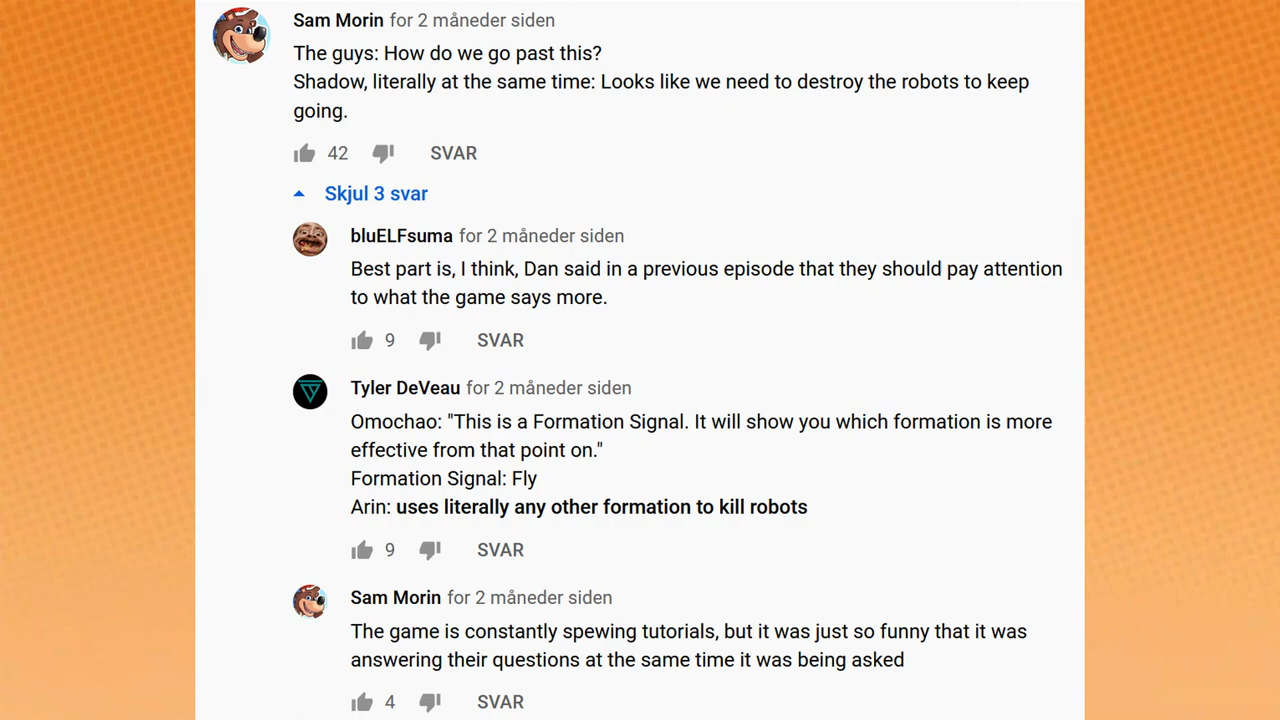 Sam Morin for 2 måneder siden
The guys: How do we go past this?
Shadow, literally at the same time: Looks like we need to destroy the robots to keep
going.
42 SVAR
Skjul 3 svar
bluELFsuma for 2 måneder siden
Best part is, I think, Dan said in a previous episode that they should pay attention
to what the game says more.
9 SVAR
Tyler DeVeau for 2 måneder siden
Omochao: "This is a Formation Signal. It will show you which formation is more
effective from that point on."
Formation Signal: Fly
Arin: uses literally any other formation to kill robots
9 SVAR
Sam Morin for 2 måneder siden
The game is constantly spewing tutorials, but it was just so funny that it was
answering their questions at the same time it was being asked
4 SVAR